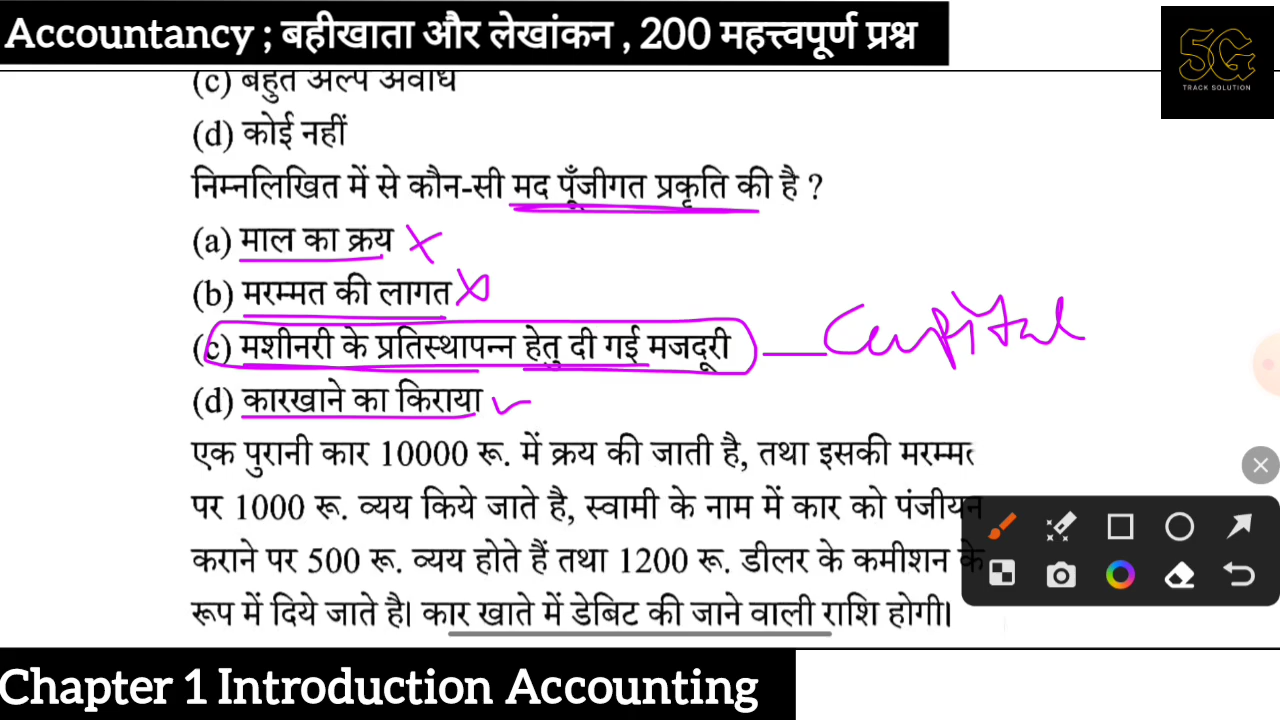 Accountancy ; बहीखाता और लेखांकन , 200 महत्त्वपूर्ण प्रश्न
5G
TRACK SOLUTION
(c) बहुत अल्प अवधि
(d) कोई नहीं
निम्नलिखित में से कौन-सी मद पूँजीगत प्रकृति की है ?
(a) माल का क्रय
(b) मरम्मत की लागत
(c) मशीनरी के प्रतिस्थापन्न हेतु दी गई मजदूरी
Capital
(d) कारखाने का किराया
एक पुरानी कार 10000 रू. में क्रय की जाती है, तथा इसकी मरम्मत
पर 1000 रू. व्यय किये जाते है, स्वामी के नाम में कार को पंजीयन
कराने पर 500 रू. व्यय होते हैं तथा 1200 रू. डीलर के कमीशन के
रूप में दिये जाते है। कार खाते में डेबिट की जाने वाली राशि होगी।
Chapter 1 Introduction Accounting